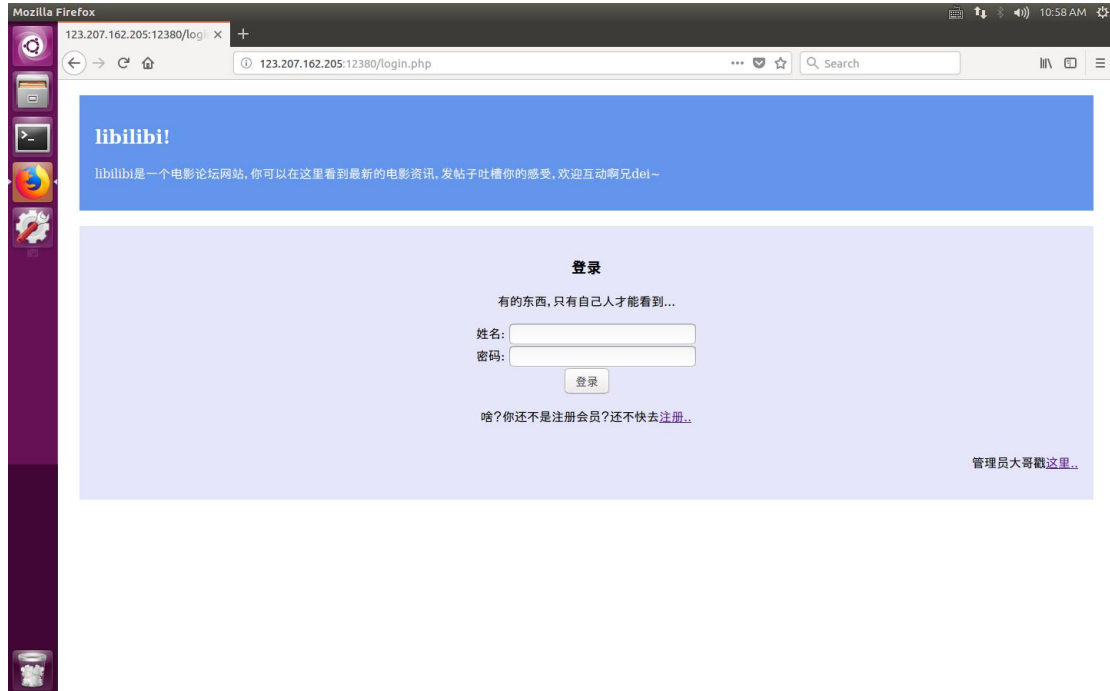 Mozilla Firefox
10:58 AM
123.207.162.205:12380/logi
123.207.162.205:12380/login.php
Search
libilibi!
libilibi是一个电影论坛网站,你可以在这里看到最新的电影资讯,发帖子吐槽你的感受,欢迎互动啊兄dei~
登录
有的东西,只有自己人才能看到...
姓名:
密码:
登录
啥?你还不是注册会员?还不快去注册..
管理员大哥戳这里..